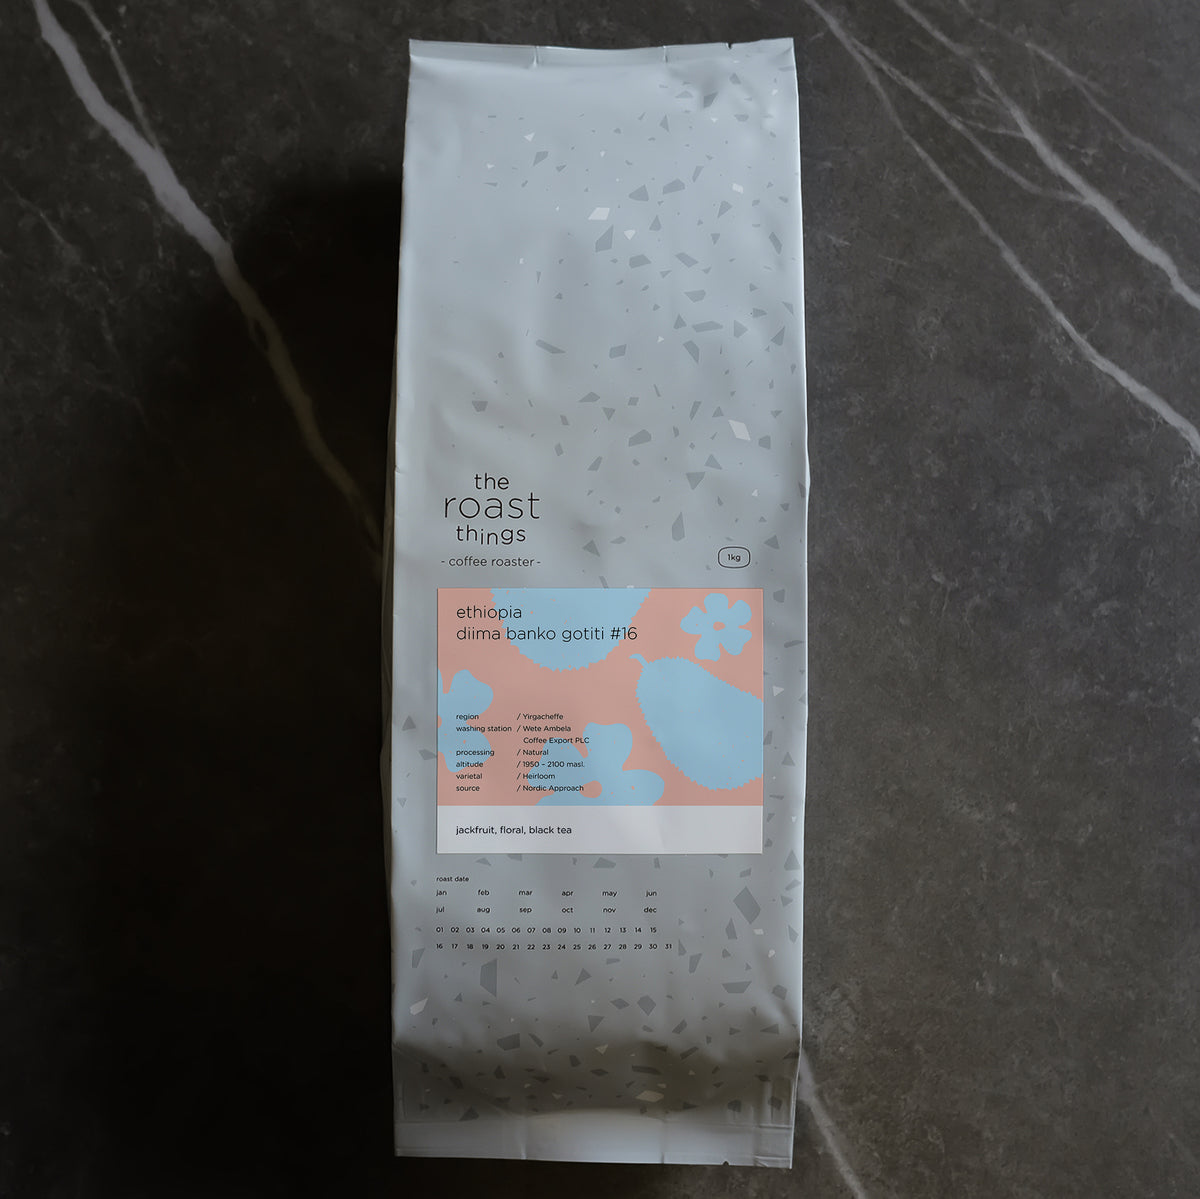 the
roast
things
- coffee roaster -
1kg
ethiopia
diima banko gotiti #16
region / Yirgacheffe
washing station / Wete Ambela
Coffee Export PLC
processing / Natural
altitude / 1950 – 2100 masl.
varietal / Heirloom
source / Nordic Approach
jackfruit, floral, black tea
roast date
jan feb mar apr may jun
jul aug sep oct nov dec
01 02 03 04 05 06 07 08 09 10 11 12 13 14 15
16 17 18 19 20 21 22 23 24 25 26 27 28 29 30 31